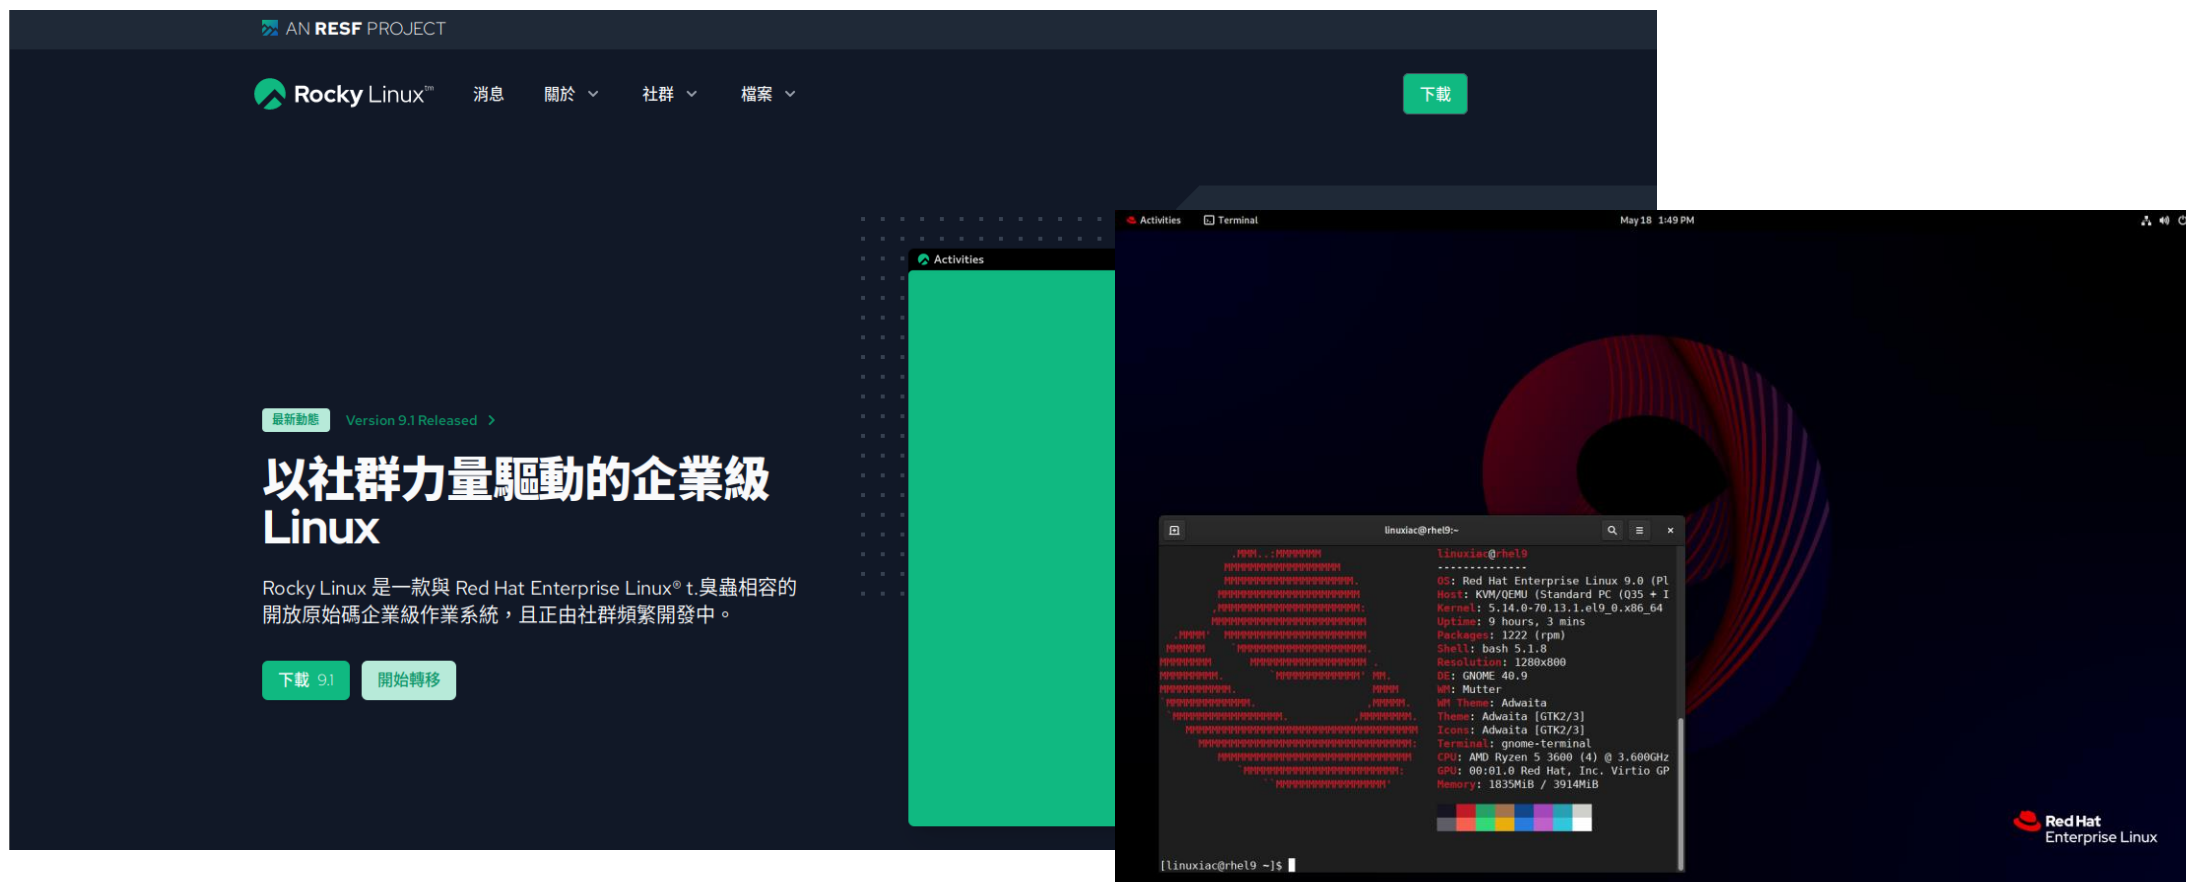 AN RESF PROJECT
Rocky Linux™ 消息 關於 社群 檔案 下載
Activities
最新動態 Version 9.1 Released
以社群力量驅動的企業級
Linux
Rocky Linux 是一款與 Red Hat Enterprise Linux® t.臭蟲相容的
開放原始碼企業級作業系統，且正由社群頻繁開發中。
下載 9.1 開始轉移
Activities Terminal May 18 1:49 PM
linuxiac@rhel9:~
linuxiac@rhel9
--------------
OS: Red Hat Enterprise Linux 9.0 (Pl
Host: KVM/QEMU (Standard PC (Q35 + I
Kernel: 5.14.0-70.13.1.el9_0.x86_64
Uptime: 9 hours, 3 mins
Packages: 1222 (rpm)
Shell: bash 5.1.8
Resolution: 1280x800
DE: GNOME 40.9
WM: Mutter
WM Theme: Adwaita
Theme: Adwaita [GTK2/3]
Icons: Adwaita [GTK2/3]
Terminal: gnome-terminal
CPU: AMD Ryzen 5 3600 (4) @ 3.600GHz
GPU: 00:01.0 Red Hat, Inc. Virtio GP
Memory: 1835MiB / 3914MiB
[linuxiac@rhel9 ~]$
Red Hat
Enterprise Linux